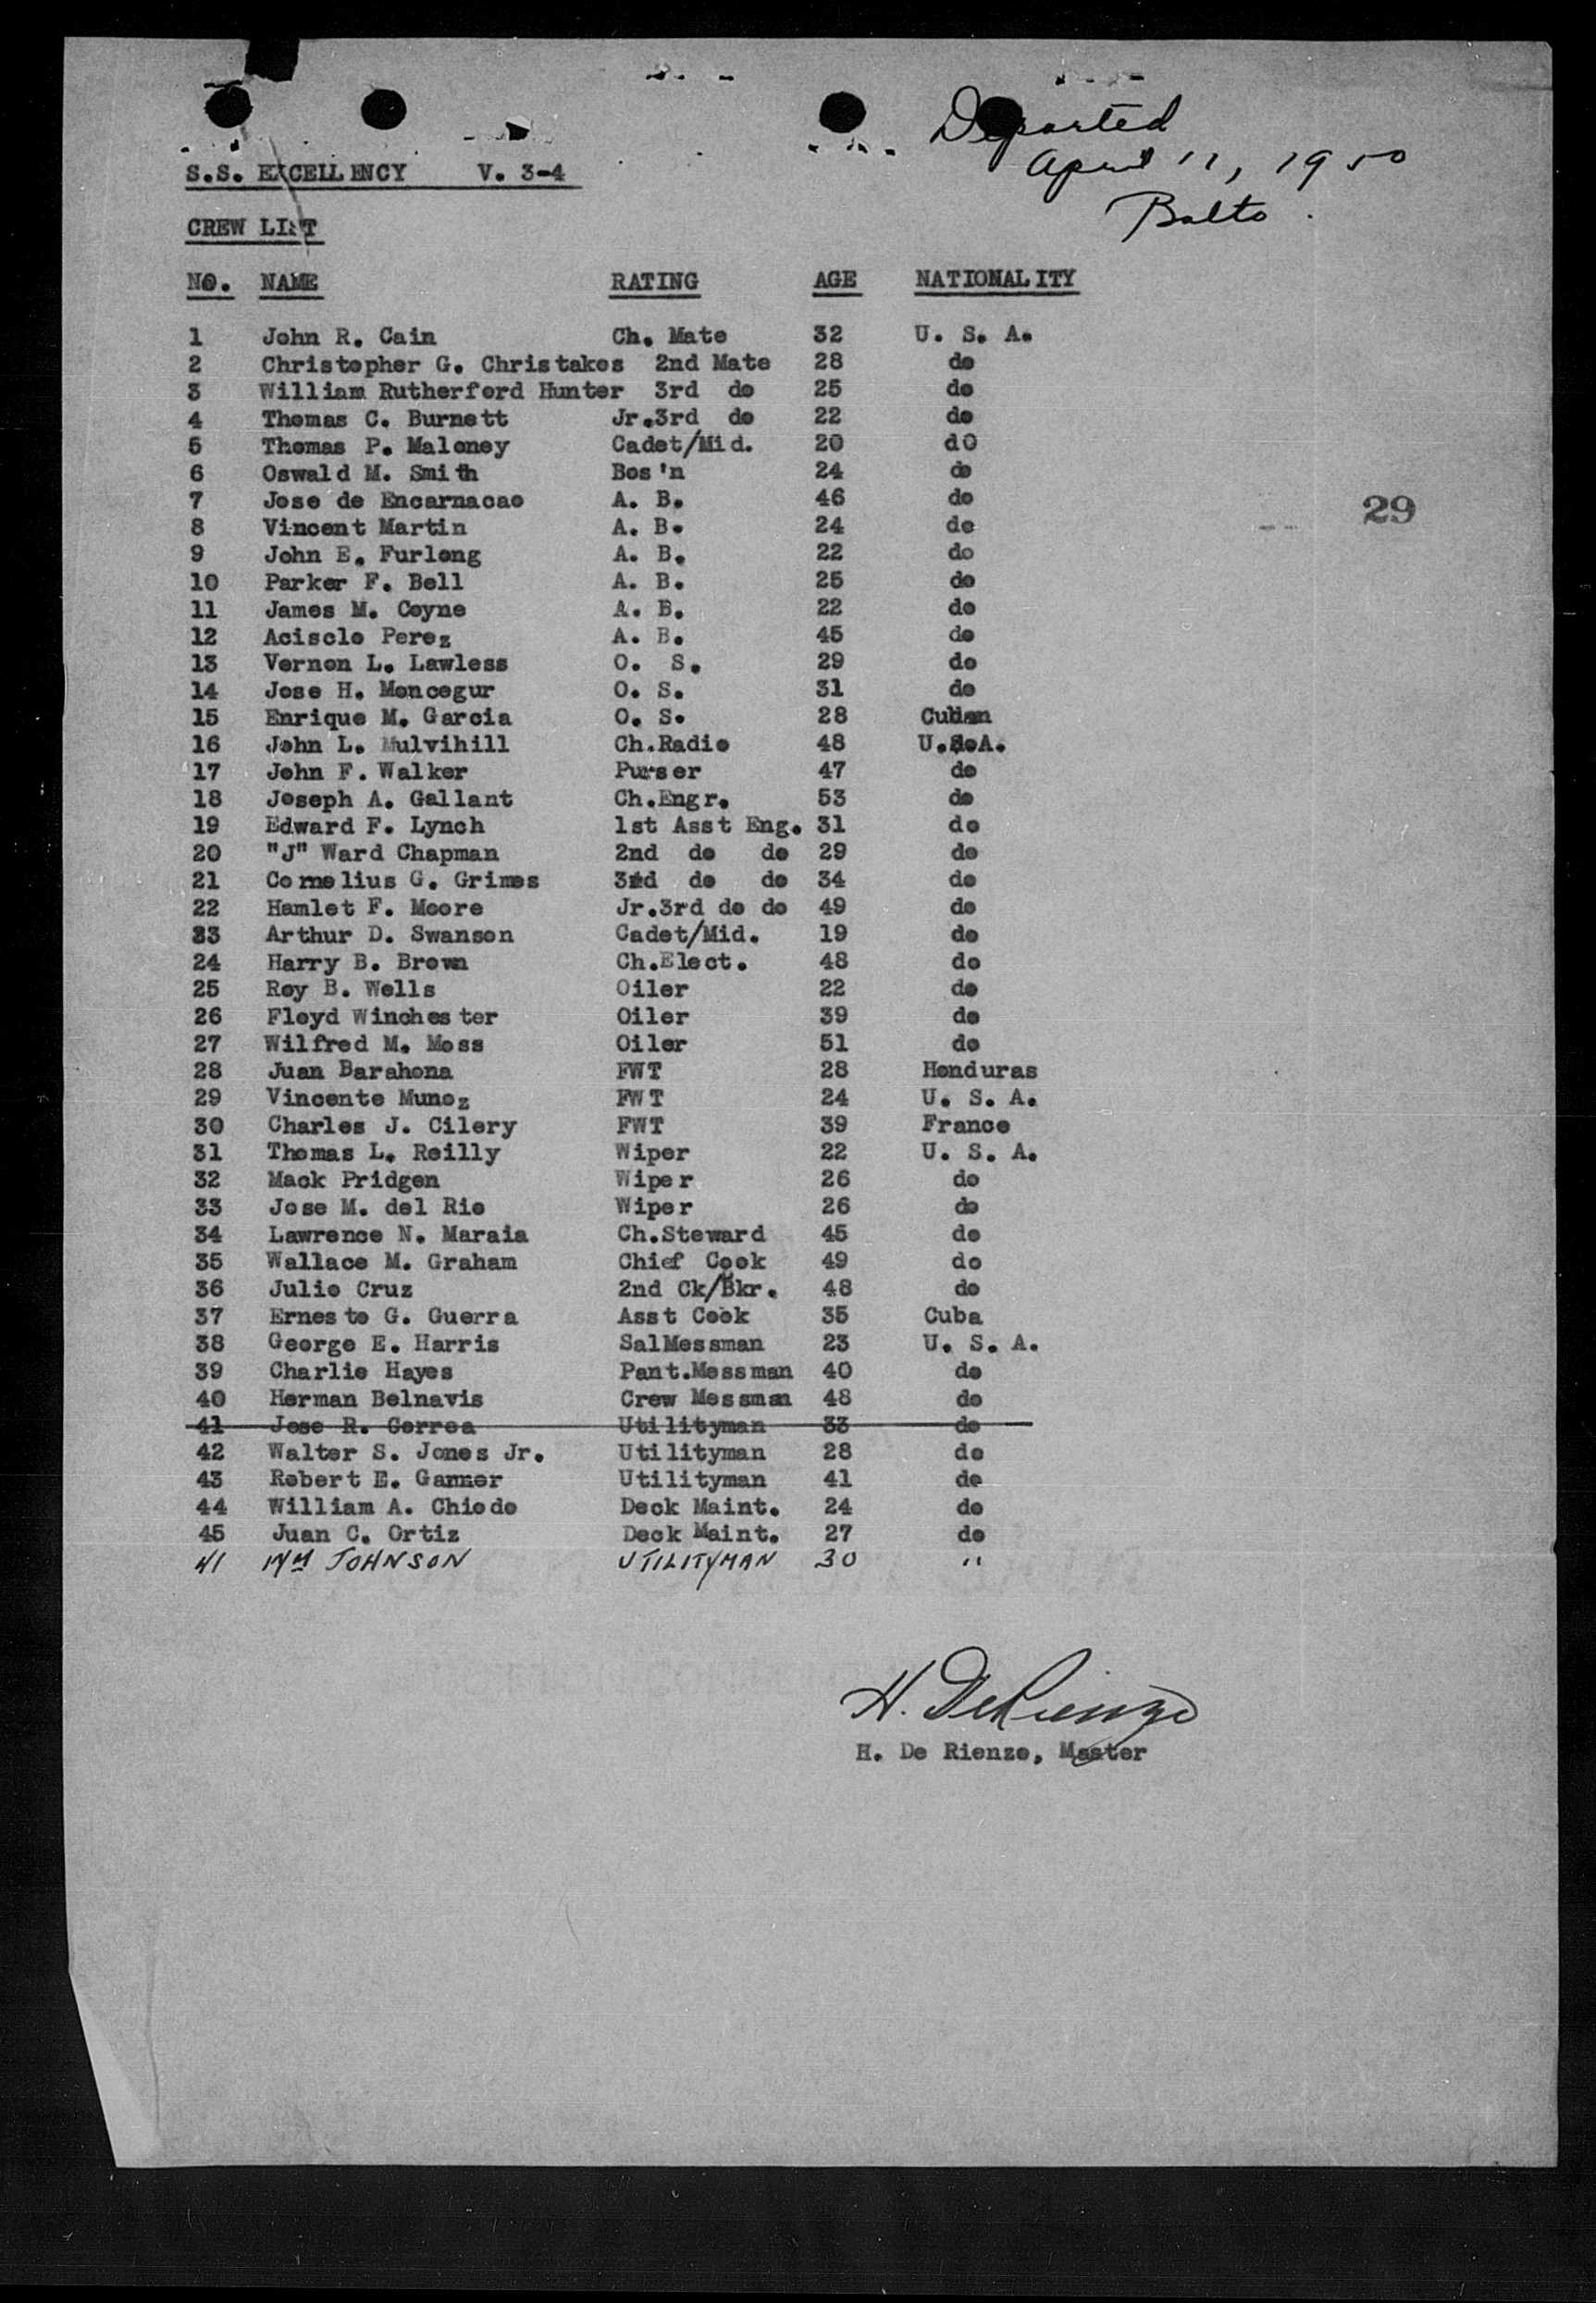 Departed
April 11, 1950
Balto.
S.S. EXCELLENCY V. 3-4
CREW LIST
NO. NAME RATING AGE NATIONALITY
1 John R. Cain Ch. Mate 32 U. S. A.
2 Christopher G. Christakos 2nd Mate 28 do
3 William Rutherford Hunter 3rd do 25 do
4 Thomas C. Burnett Jr.3rd do 22 do
5 Thomas P. Maloney Cadet/Mid. 20 dO
6 Oswald M. Smith Bos'n 24 do
7 Jose de Encarnacao A. B. 46 do
29
8 Vincent Martin A. B. 24 do
9 John E. Furlong A. B. 22 do
10 Parker F. Bell A. B. 25 do
11 James M. Coyne A. B. 22 do
12 Acisclo Perez A. B. 45 do
13 Vernon L. Lawless O. S. 29 do
14 Jose H. Moncegur O. S. 31 do
15 Enrique M. Garcia O. S. 28 Cuban
16 John L. Mulvihill Ch.Radio 48 U.S.A.
17 John F. Walker Purser 47 do
18 Joseph A. Gallant Ch.Engr. 53 do
19 Edward F. Lynch 1st Asst Eng. 31 do
20 "J" Ward Chapman 2nd do do 29 do
21 Cornelius G. Grimes 3rd do do 34 do
22 Hamlet F. Moore Jr.3rd do do 49 do
23 Arthur D. Swanson Cadet/Mid. 19 do
24 Harry B. Brown Ch.Elect. 48 do
25 Roy B. Wells Oiler 22 do
26 Floyd Winchester Oiler 39 do
27 Wilfred M. Moss Oiler 51 do
28 Juan Barahona FWT 28 Honduras
29 Vincente Munoz FWT 24 U. S. A.
30 Charles J. Cilery FWT 39 France
31 Thomas L. Reilly Wiper 22 U. S. A.
32 Mack Pridgen Wiper 26 do
33 Jose M. del Rio Wiper 26 do
34 Lawrence N. Maraia Ch.Steward 45 do
35 Wallace M. Graham Chief Cook 49 do
36 Julio Cruz 2nd Ck/Bkr. 48 do
37 Ernesto G. Guerra Asst Cook 35 Cuba
38 George E. Harris SalMessman 23 U. S. A.
39 Charlie Hayes Pant.Messman 40 do
40 Herman Belnavis Crew Messman 48 do
41 Jose R. Correa Utilityman 33 do
42 Walter S. Jones Jr. Utilityman 28 do
43 Robert E. Ganner Utilityman 41 do
44 William A. Chiodo Deck Maint. 24 do
45 Juan C. Ortiz Deck Maint. 27 do
41 Wm JOHNSON UTILITYMAN 30 "
H. DeRienzo
H. De Rienzo, Master